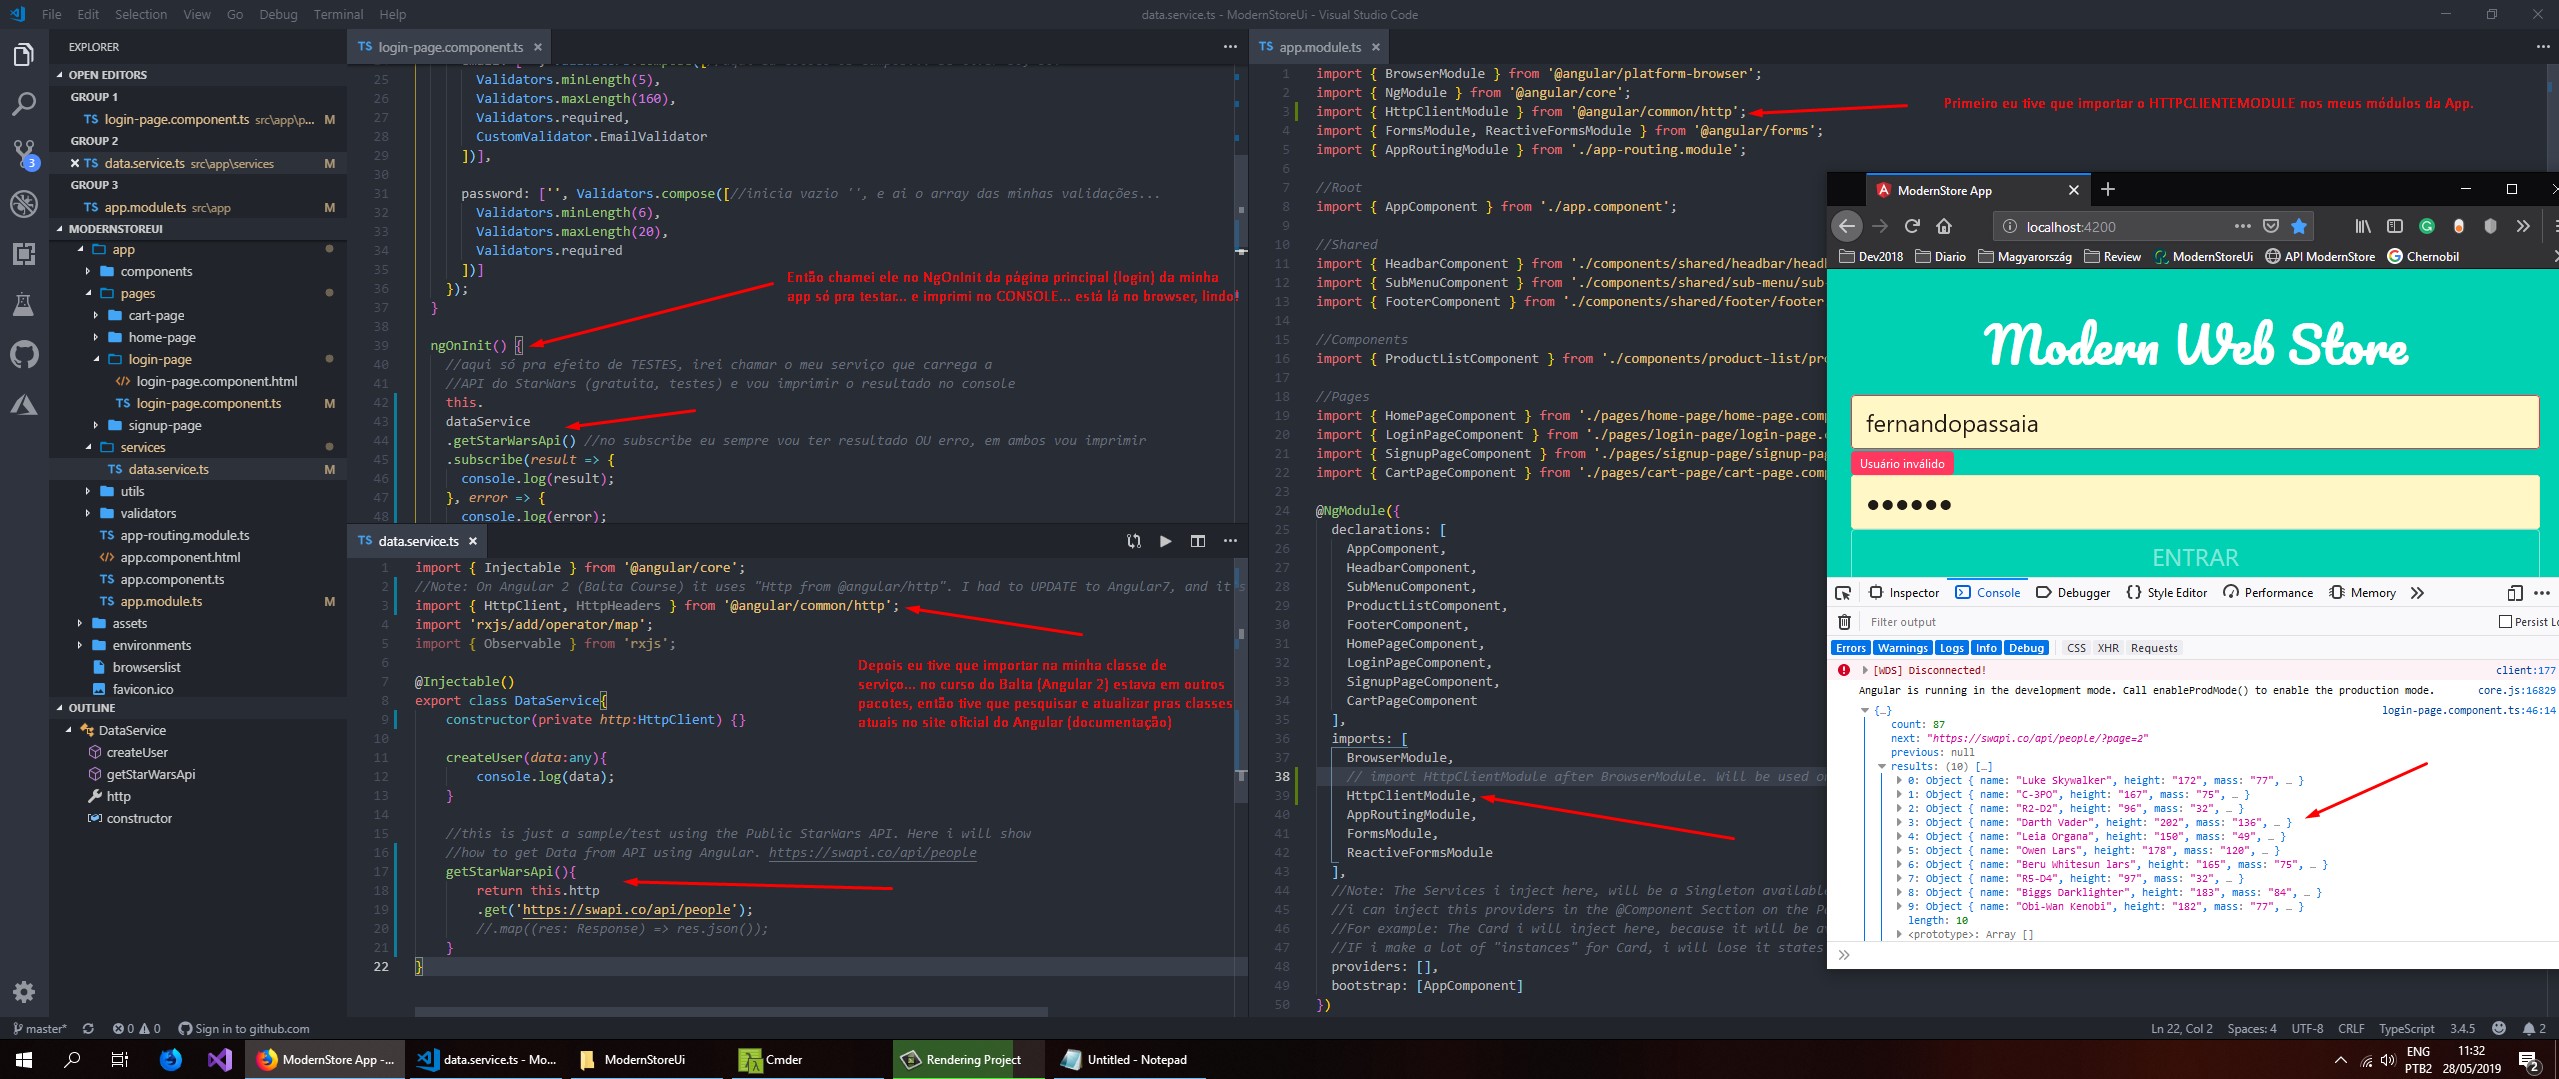 File Edit Selection View Go Debug Terminal Help
data.service.ts - ModernStoreUi - Visual Studio Code
EXPLORER
OPEN EDITORS
GROUP 1
login-page.component.ts src\app\p... M
GROUP 2
TS data.service.ts src\app\services M
GROUP 3
TS app.module.ts src\app M
MODERNSTOREUI
app
components
pages
cart-page
home-page
login-page
login-page.component.html
TS login-page.component.ts M
signup-page
services
TS data.service.ts M
utils
validators
TS app-routing.module.ts
app.component.html
TS app.component.ts
TS app.module.ts M
assets
environments
browserslist
favicon.ico
OUTLINE
DataService
createUser
getStarWarsApi
http
constructor
3
TS login-page.component.ts
25 Validators.minLength(5),
26 Validators.maxLength(160),
27 Validators.required,
28 CustomValidator.EmailValidator
29 ])],
30
31 password: ['', Validators.compose([//inicia vazio '', e ai o array das minhas validações...
32 Validators.minLength(6),
33 Validators.maxLength(20),
34 Validators.required
35 ])]
36 });
37 }
38
39 ngOnInit() {
40 //aqui só pra efeito de TESTES, irei chamar o meu serviço que carrega a
41 //API do StarWars (gratuita, testes) e vou imprimir o resultado no console
42 this.
43 dataService
44 .getStarWarsApi() //no subscribe eu sempre vou ter resultado OU erro, em ambos vou imprimir
45 .subscribe(result => {
46 console.log(result);
47 }, error => {
48 console.log(error);
Então chamei ele no NgOnInit da página principal (login) da minha
app só pra testar... e imprimi no CONSOLE... está lá no browser, lindo!
TS data.service.ts
1 import { Injectable } from '@angular/core';
2 //Note: On Angular 2 (Balta Course) it uses "Http from @angular/http". I had to UPDATE to Angular7, and it s
3 import { HttpClient, HttpHeaders } from '@angular/common/http';
4 import 'rxjs/add/operator/map';
5 import { Observable } from 'rxjs';
6
7 @Injectable()
8 export class DataService{
9 constructor(private http:HttpClient) {}
10
11 createUser(data:any){
12 console.log(data);
13 }
14
15 //this is just a sample/test using the Public StarWars API. Here i will show
16 //how to get Data from API using Angular. https://swapi.co/api/people
17 getStarWarsApi(){
18 return this.http
19 .get('https://swapi.co/api/people');
20 //.map((res: Response) => res.json());
21 }
22 }
Depois eu tive que importar na minha classe de
serviço... no curso do Balta (Angular 2) estava em outros
pacotes, então tive que pesquisar e atualizar pras classes
atuais no site oficial do Angular (documentação)
TS app.module.ts
1 import { BrowserModule } from '@angular/platform-browser';
2 import { NgModule } from '@angular/core';
3 import { HttpClientModule } from '@angular/common/http';
4 import { FormsModule, ReactiveFormsModule } from '@angular/forms';
5 import { AppRoutingModule } from './app-routing.module';
6
7 //Root
8 import { AppComponent } from './app.component';
9
10 //Shared
11 import { HeadbarComponent } from './components/shared/headbar/head
12 import { SubMenuComponent } from './components/shared/sub-menu/sub
13 import { FooterComponent } from './components/shared/footer/footer
14
15 //Components
16 import { ProductListComponent } from './components/product-list/pr
17
18 //Pages
19 import { HomePageComponent } from './pages/home-page/home-page.com
20 import { LoginPageComponent } from './pages/login-page/login-page.
21 import { SignupPageComponent } from './pages/signup-page/signup-pa
22 import { CartPageComponent } from './pages/cart-page/cart-page.com
23
24 @NgModule({
25 declarations: [
26 AppComponent,
27 HeadbarComponent,
28 SubMenuComponent,
29 ProductListComponent,
30 FooterComponent,
31 HomePageComponent,
32 LoginPageComponent,
33 SignupPageComponent,
34 CartPageComponent
35 ],
36 imports: [
37 BrowserModule,
38 // import HttpClientModule after BrowserModule. Will be used o
39 HttpClientModule,
40 AppRoutingModule,
41 FormsModule,
42 ReactiveFormsModule
43 ],
44 //Note: The Services i inject here, will be a Singleton availabl
45 //i can inject this providers in the @Component Section on the P
46 //For example: The Card i will inject here, because it will be a
47 //IF i make a lot of "instances" for Card, i will lose it states
48 providers: [],
49 bootstrap: [AppComponent]
50 })
Primeiro eu tive que importar o HTTPCLIENTEMODULE nos meus módulos da App.
ModernStore App
localhost:4200
Dev2018 Diario Magyarország Review ModernStoreUi API ModernStore Chernobil
Modern Web Store
fernandopassaia
Usuário inválido
ENTRAR
Inspector Console Debugger Style Editor Performance Memory
Filter output Persist Lo
Errors Warnings Logs Info Debug CSS XHR Requests
[WDS] Disconnected! client:177
Angular is running in the development mode. Call enableProdMode() to enable the production mode. core.js:16829
{…} login-page.component.ts:46:14
count: 87
next: "https://swapi.co/api/people/?page=2"
previous: null
results: (10) […]
0: Object { name: "Luke Skywalker", height: "172", mass: "77", … }
1: Object { name: "C-3PO", height: "167", mass: "75", … }
2: Object { name: "R2-D2", height: "96", mass: "32", … }
3: Object { name: "Darth Vader", height: "202", mass: "136", … }
4: Object { name: "Leia Organa", height: "150", mass: "49", … }
5: Object { name: "Owen Lars", height: "178", mass: "120", … }
6: Object { name: "Beru Whitesun lars", height: "165", mass: "75", … }
7: Object { name: "R5-D4", height: "97", mass: "32", … }
8: Object { name: "Biggs Darklighter", height: "183", mass: "84", … }
9: Object { name: "Obi-Wan Kenobi", height: "182", mass: "77", … }
length: 10
<prototype>: Array []
master* 0 0 Sign in to github.com
Ln 22, Col 2 Spaces: 4 UTF-8 CRLF TypeScript 3.4.5 2
ModernStore App -... data.service.ts - Mo... ModernStoreUi Cmder Rendering Project Untitled - Notepad
ENG 11:32
PTB2 28/05/2019 2